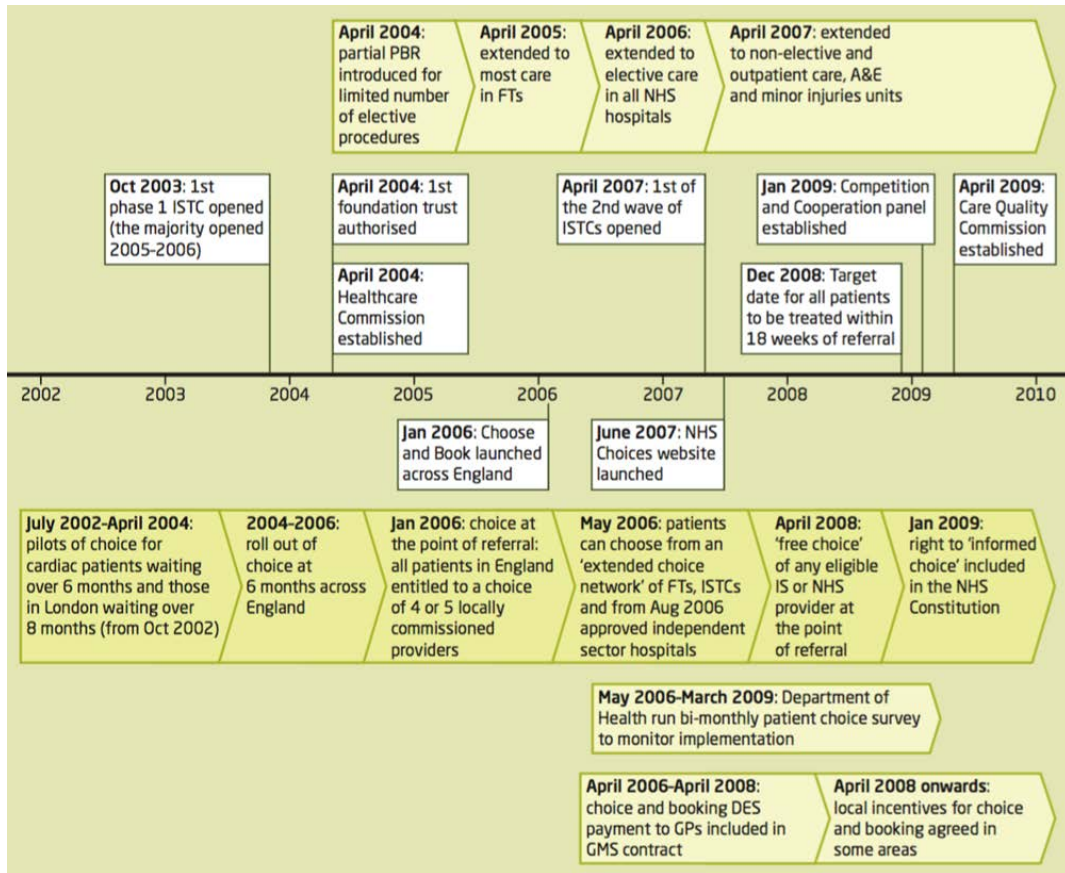 April 2004:
partial PBR
introduced for
limited number
of elective
procedures
April 2005:
extended to
most care
in FTs
April 2006:
extended to
elective care
in all NHS
hospitals
April 2007: extended
to non-elective and
outpatient care, A&E
and minor injuries units
Oct 2003: 1st
phase 1 ISTC opened
(the majority opened
2005-2006)
April 2004: 1st
foundation trust
authorised
April 2007: 1st of
the 2nd wave of
ISTCs opened
Jan 2009: Competition
and Cooperation panel
established
April 2009:
Care Quality
Commission
established
April 2004:
Healthcare
Commission
established
Dec 2008: Target
date for all patients
to be treated within
18 weeks of referral
2002 2003 2004 2005 2006 2007 2008 2009 2010
Jan 2006: Choose
and Book launched
across England
June 2007: NHS
Choices website
launched
July 2002-April 2004:
pilots of choice for
cardiac patients waiting
over 6 months and those
in London waiting over
8 months (from Oct 2002)
2004-2006:
roll out of
choice at
6 months across
England
Jan 2006: choice at
the point of referral:
all patients in England
entitled to a choice
of 4 or 5 locally
commissioned
providers
May 2006: patients
can choose from an
'extended choice
network' of FTs, ISTCs
and from Aug 2006
approved independent
sector hospitals
April 2008:
'free choice'
of any eligible
IS or NHS
provider at
the point
of referral
Jan 2009:
right to 'informed
choice' included
in the NHS
Constitution
May 2006-March 2009: Department of
Health run bi-monthly patient choice survey
to monitor implementation
April 2006-April 2008:
choice and booking DES
payment to GPs included in
GMS contract
April 2008 onwards:
local incentives for choice
and booking agreed in
some areas